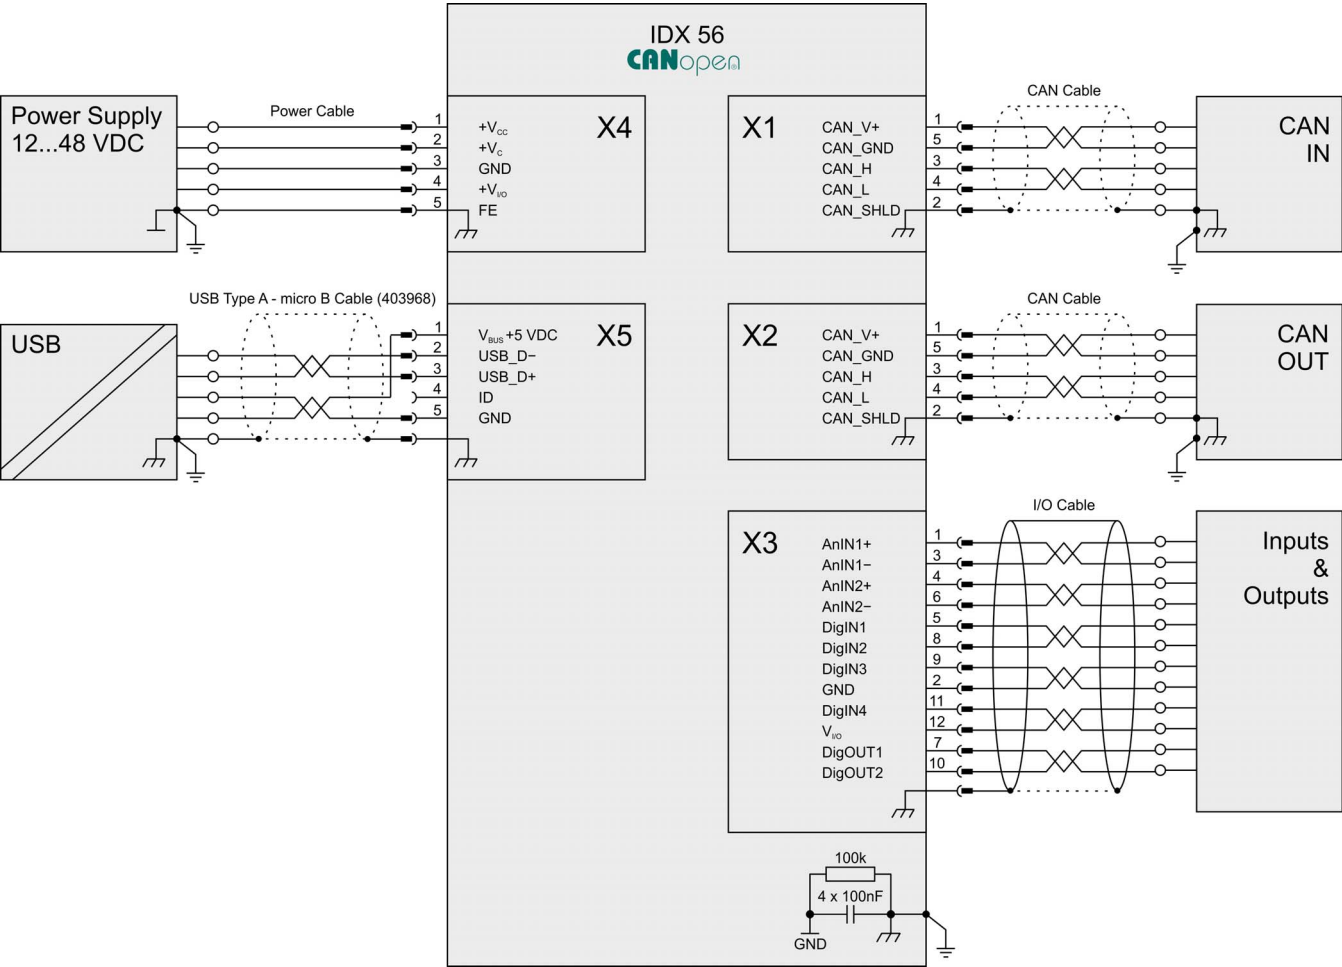 IDX 56
CANopen®
Power Supply
12...48 VDC
Power Cable
1
2
3
4
5
+VCC
+VC
GND
+VI/O
FE
X4
X1
CAN_V+
CAN_GND
CAN_H
CAN_L
CAN_SHLD
1
5
3
4
2
CAN Cable
CAN
IN
USB Type A - micro B Cable (403968)
USB
1
2
3
4
5
VBUS +5 VDC
USB_D−
USB_D+
ID
GND
X5
X2
CAN_V+
CAN_GND
CAN_H
CAN_L
CAN_SHLD
1
5
3
4
2
CAN Cable
CAN
OUT
X3
AnIN1+
AnIN1−
AnIN2+
AnIN2−
DigIN1
DigIN2
DigIN3
GND
DigIN4
VI/O
DigOUT1
DigOUT2
1
3
4
6
5
8
9
2
11
12
7
10
I/O Cable
Inputs
&
Outputs
100k
4 x 100nF
GND